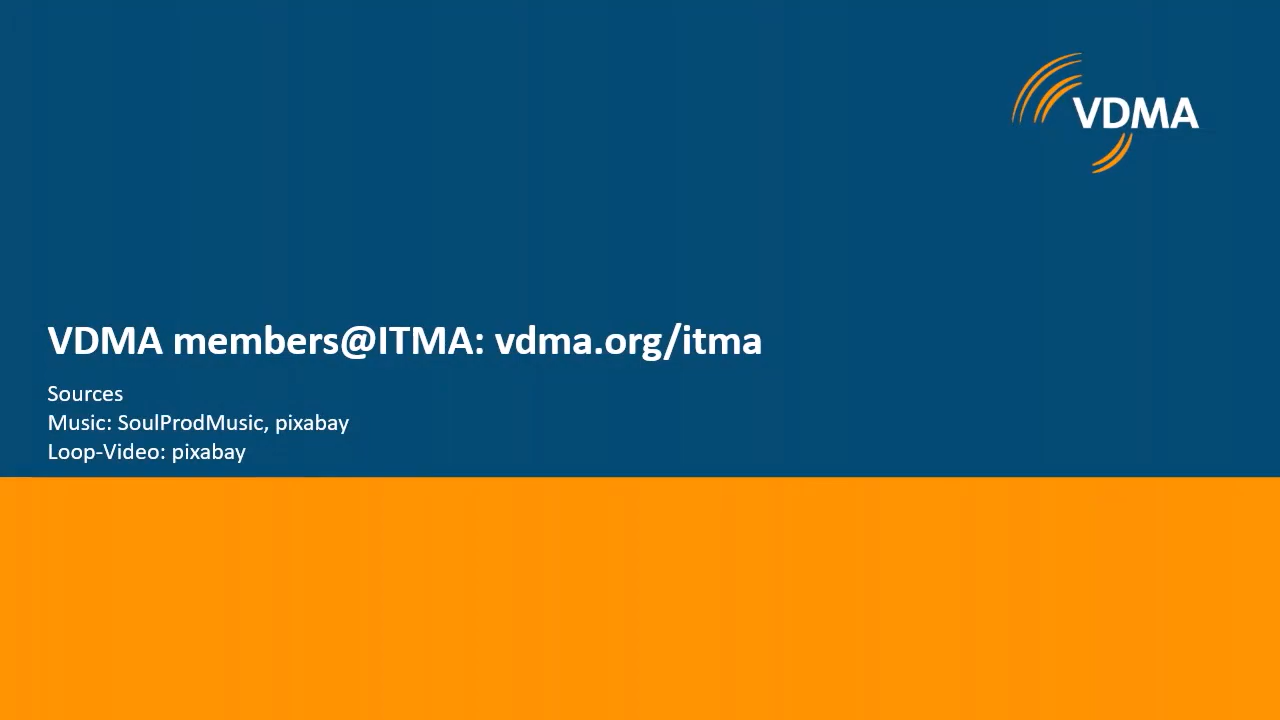 VDMA
VDMA members@ITMA: vdma.org/itma
Sources
Music: SoulProdMusic, pixabay
Loop-Video: pixabay